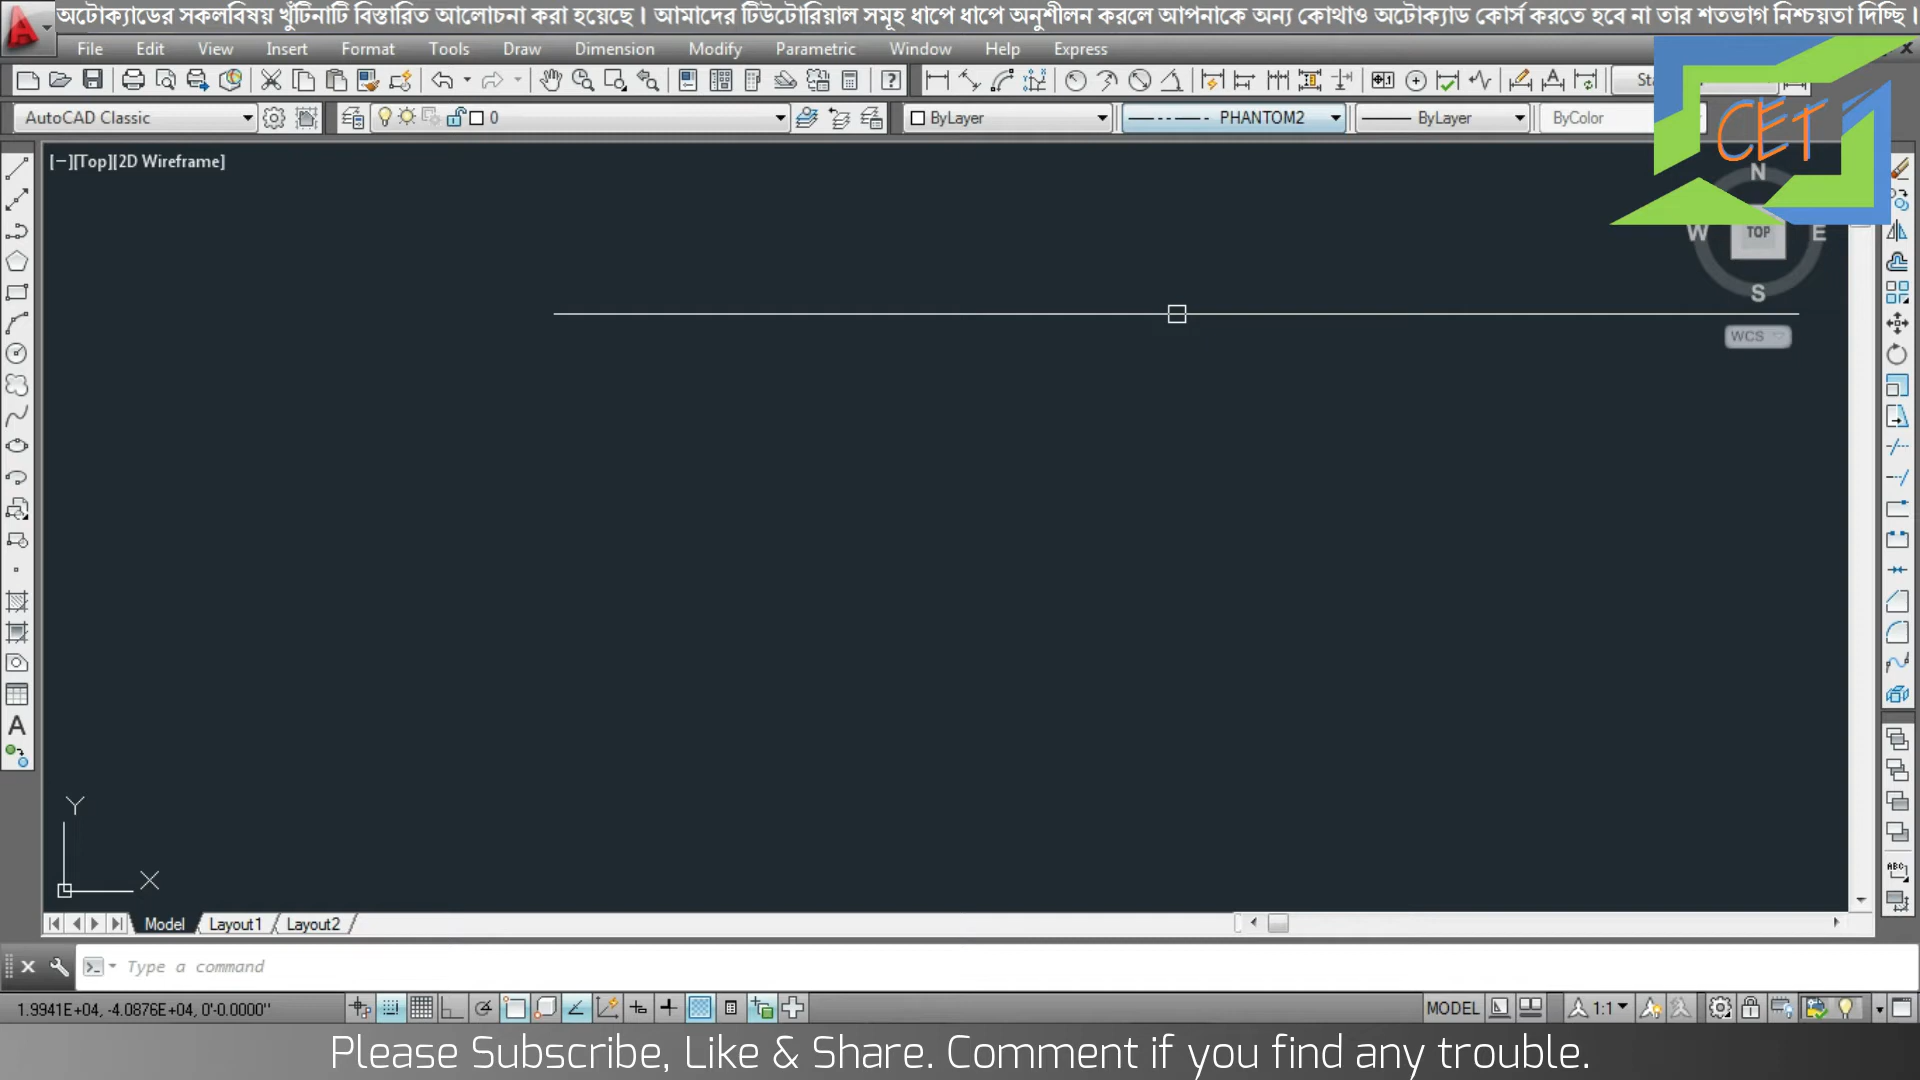 অটোক্যাডের সকলবিষয় খুঁটিনাটি বিস্তারিত আলোচনা করা হয়েছে। আমাদের টিউটোরিয়াল সমূহ ধাপে ধাপে অনুশীলন করলে আপনাকে অন্য কোথাও অটোক্যাড কোর্স করতে হবে না তার শতভাগ নিশ্চয়তা দিচ্ছি।
File Edit View Insert Format Tools Draw Dimension Modify Parametric Window Help Express
AutoCAD Classic 0 ByLayer PHANTOM2 ByLayer ByColor
CET
[−][Top][2D Wireframe]
N
W TOP E
S
WCS
Y
X
Model Layout1 Layout2
Type a command
1.9941E+04, -4.0876E+04, 0'-0.0000" MODEL 1:1
Please Subscribe, Like & Share. Comment if you find any trouble.